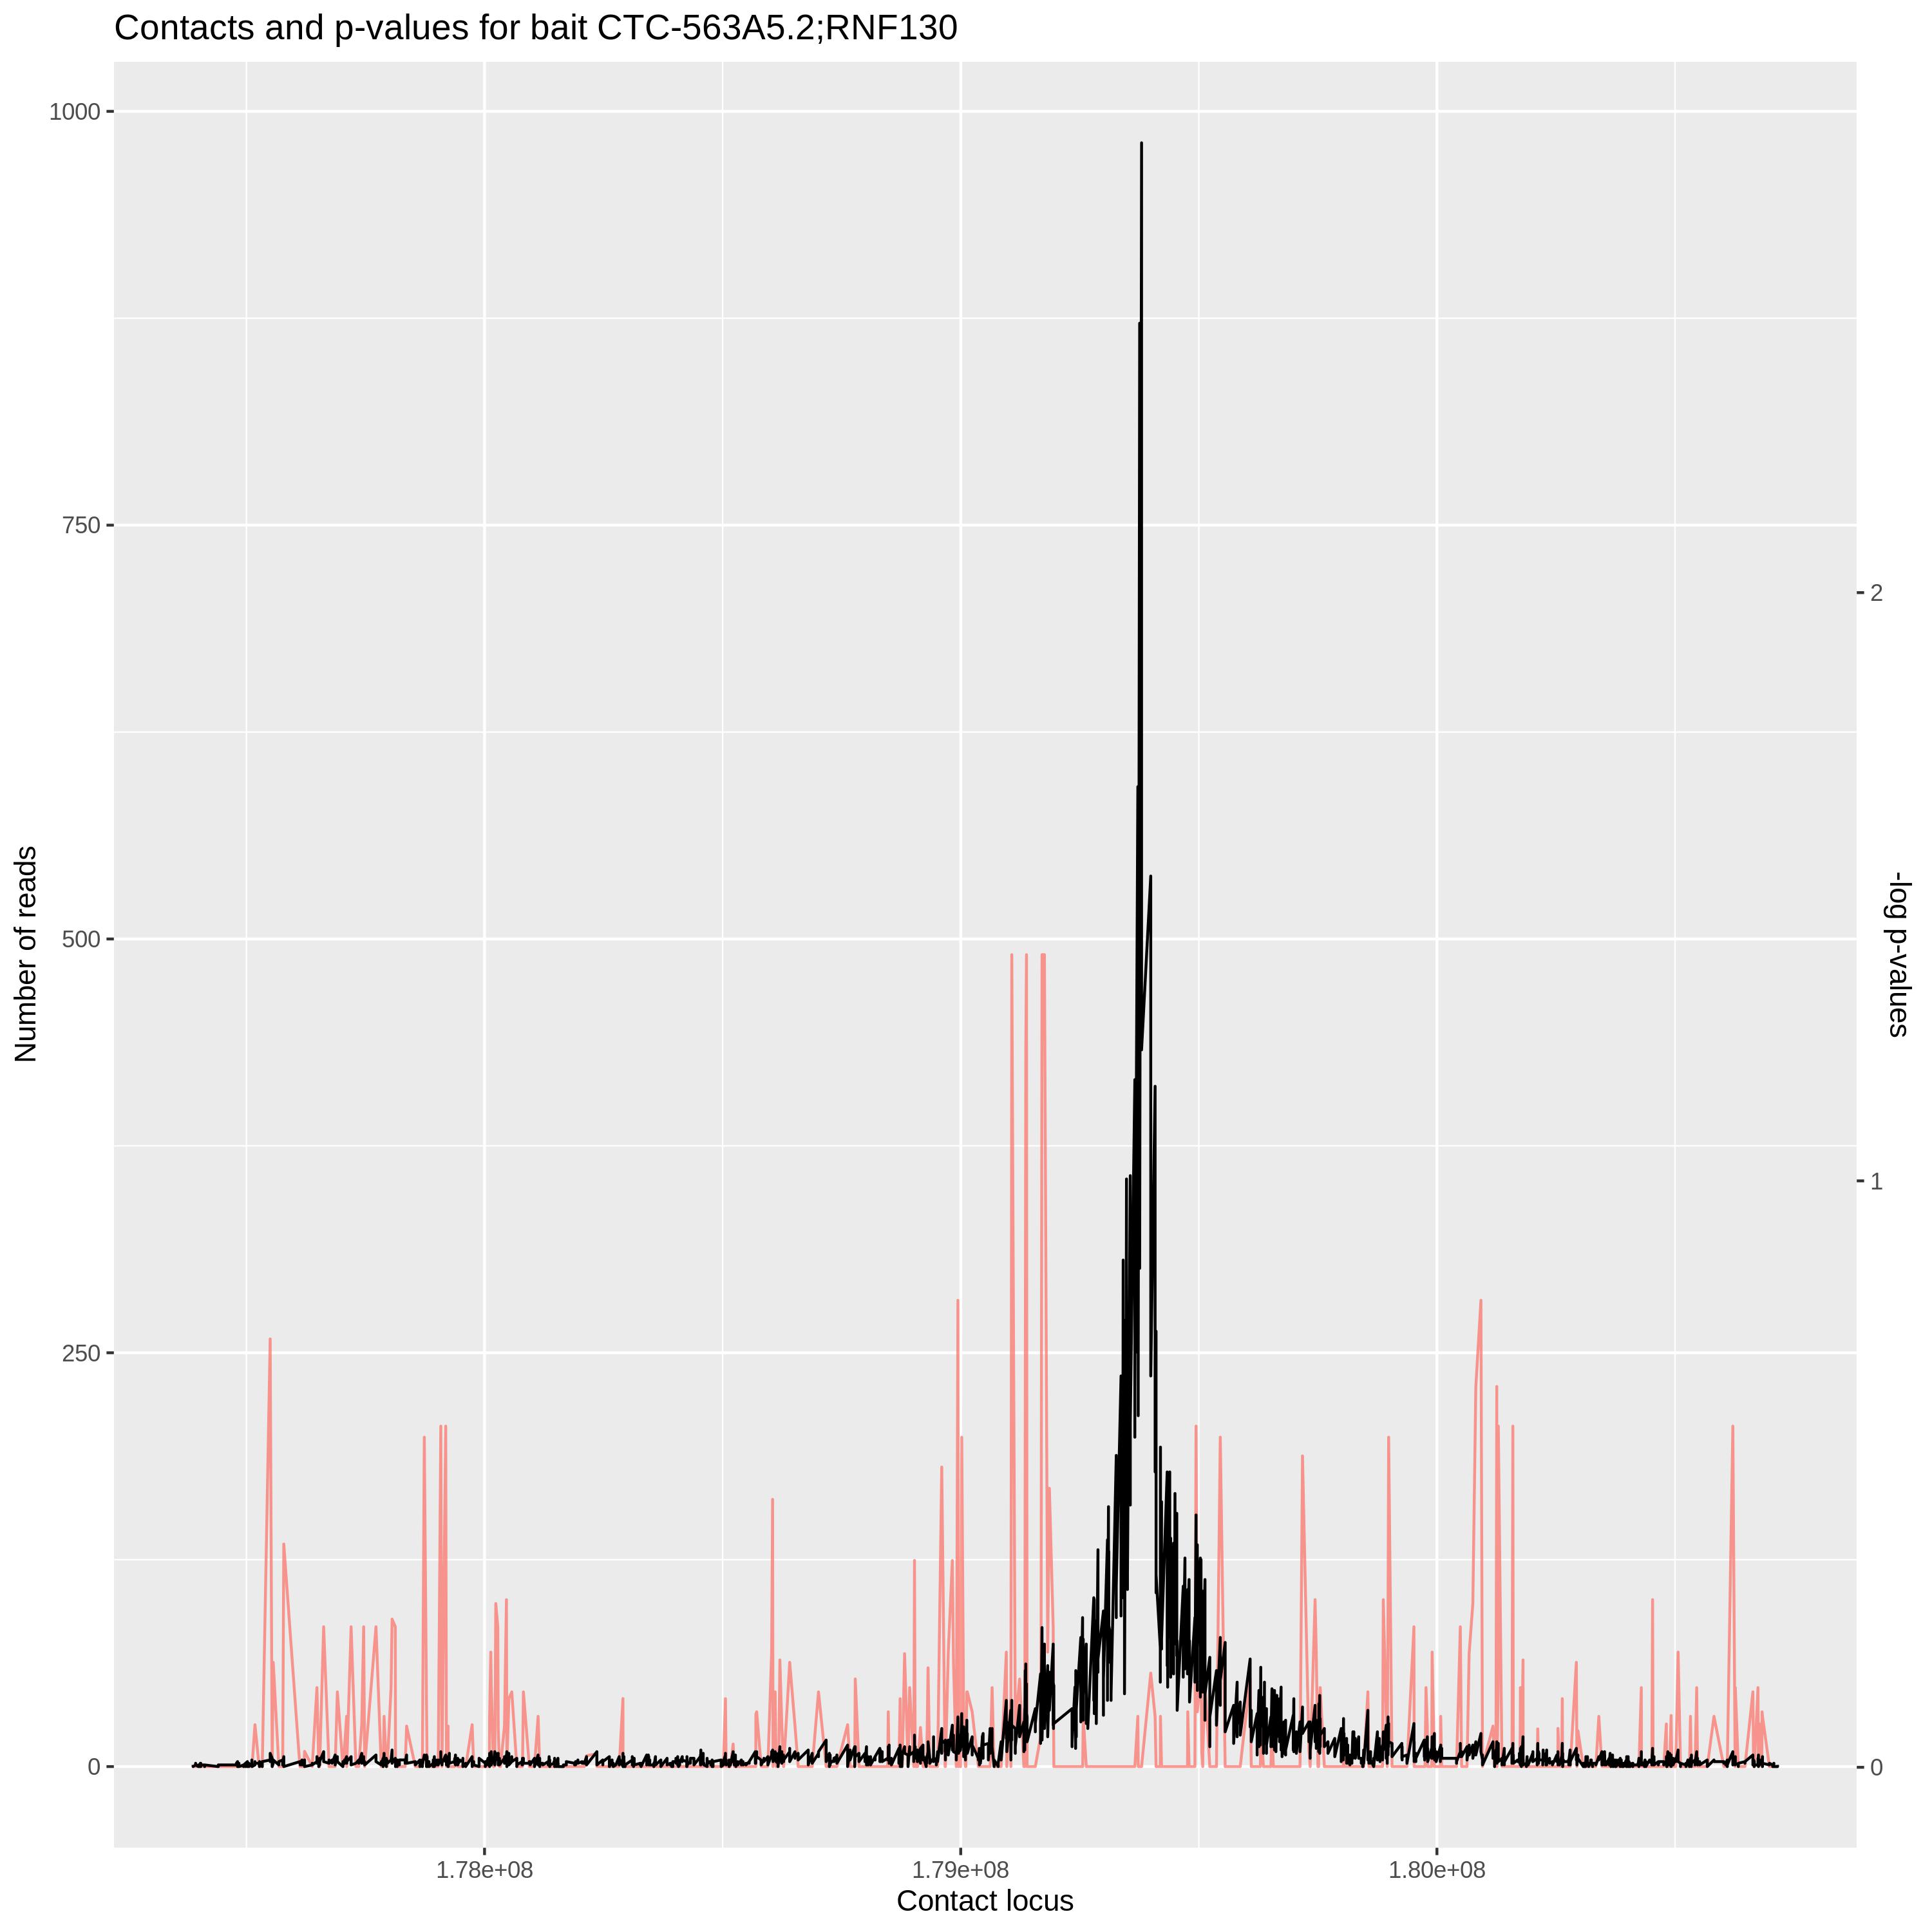 Contacts and p-values for bait CTC-563A5.2;RNF130
1000
750
500
250
0
Number of reads
2
1
0
-log p-values
1.78e+08
1.79e+08
1.80e+08
Contact locus